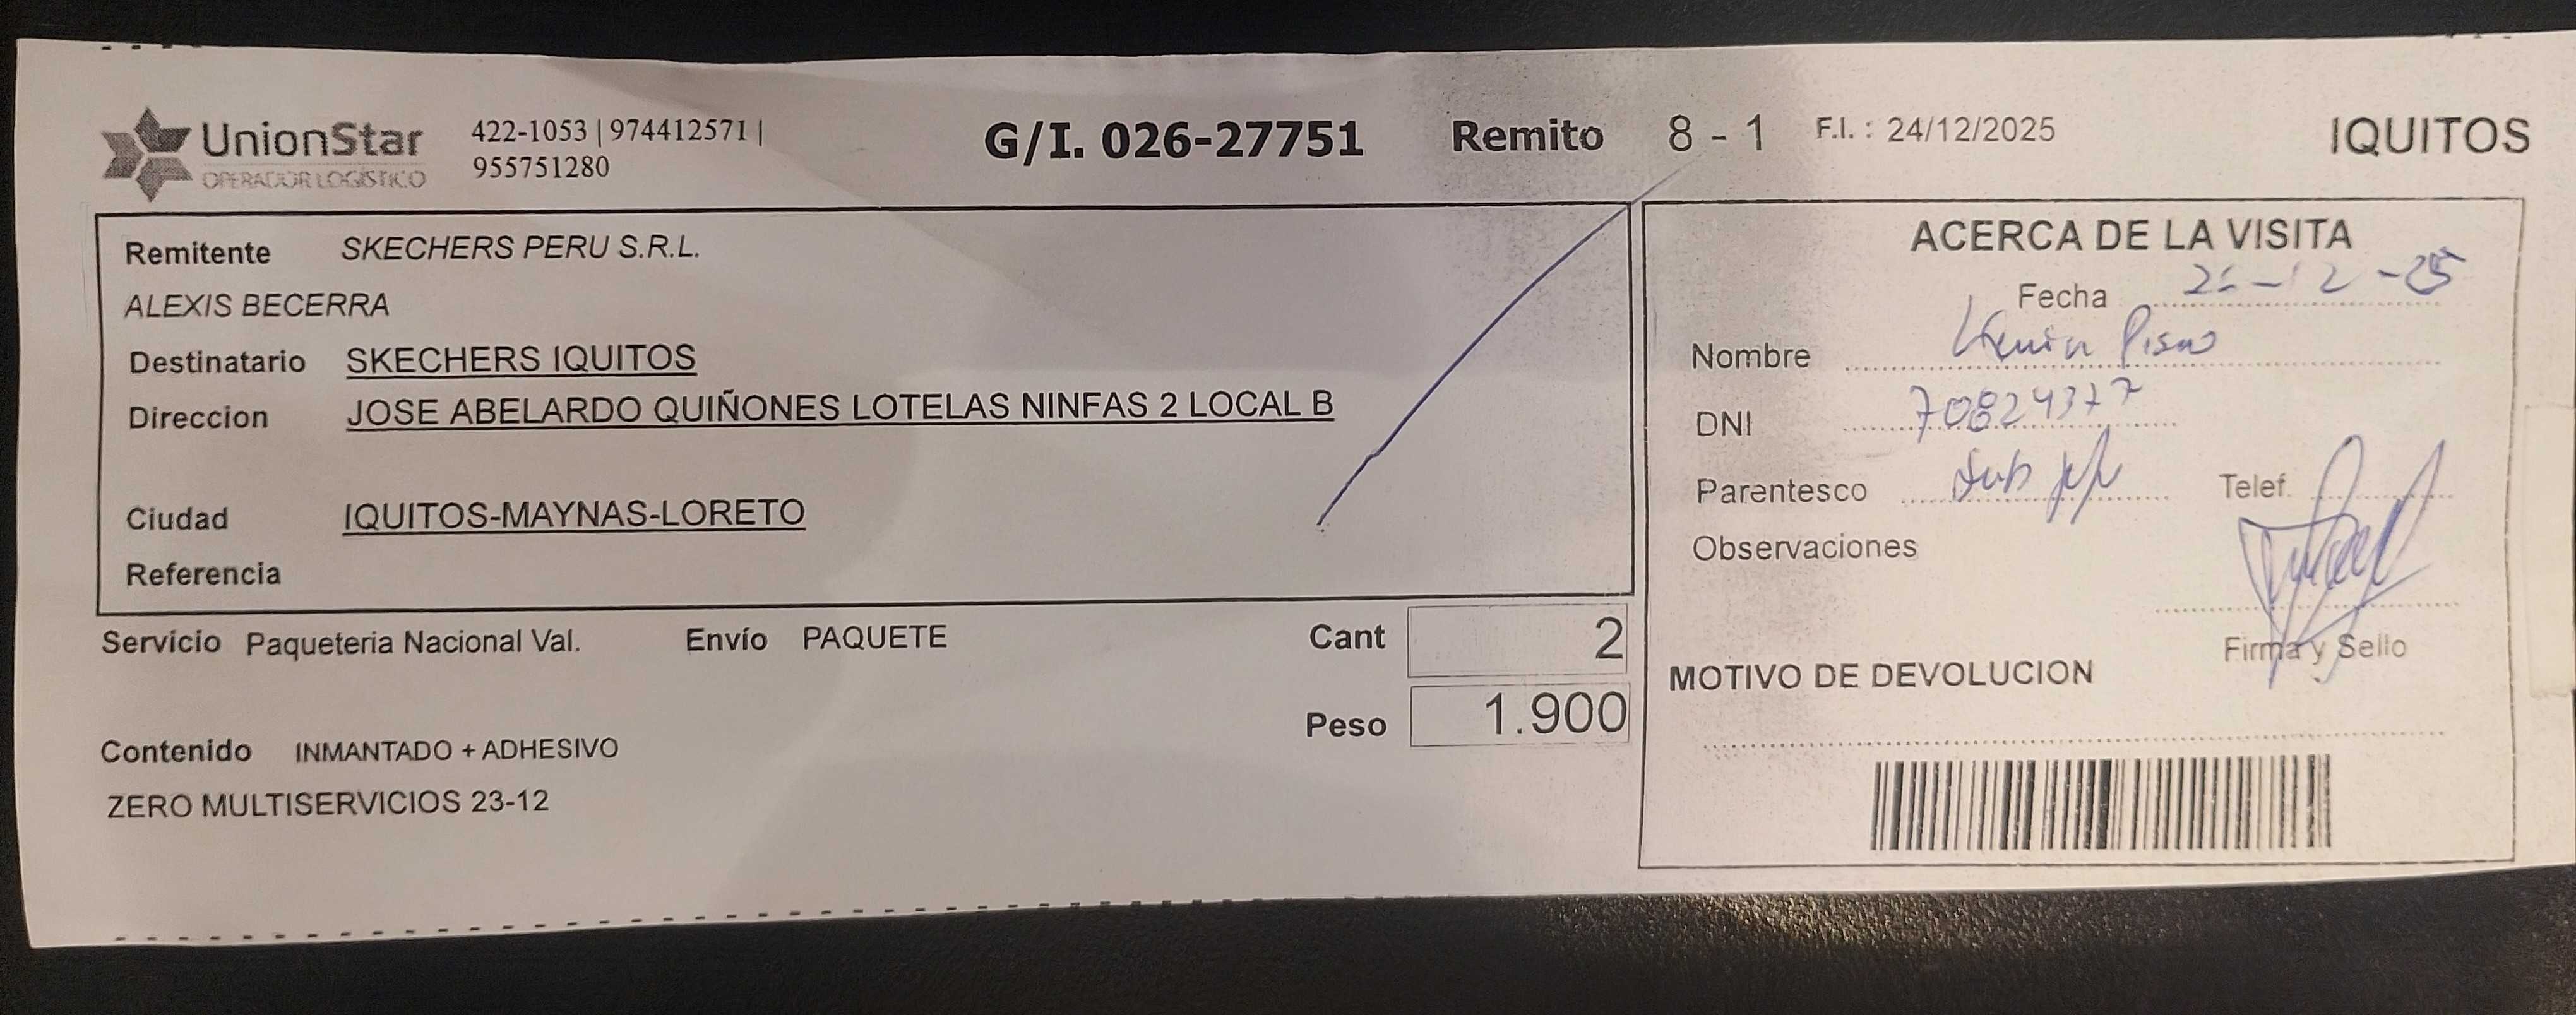 UnionStar
OPERADOR LOGÍSTICO
422-1053 | 974412571 |
955751280
G/I. 026-27751 Remito 8 - 1 F.I. : 24/12/2025 IQUITOS
Remitente SKECHERS PERU S.R.L.
ALEXIS BECERRA
Destinatario SKECHERS IQUITOS
Direccion JOSE ABELARDO QUIÑONES LOTELAS NINFAS 2 LOCAL B
Ciudad IQUITOS-MAYNAS-LORETO
Referencia
Servicio Paqueteria Nacional Val. Envío PAQUETE
Cant 2
Peso 1.900
Contenido INMANTADO + ADHESIVO
ZERO MULTISERVICIOS 23-12
ACERCA DE LA VISITA
Fecha
Nombre
DNI 70824377
Parentesco Sub
Telef.
Observaciones
Firma y Sello
MOTIVO DE DEVOLUCION